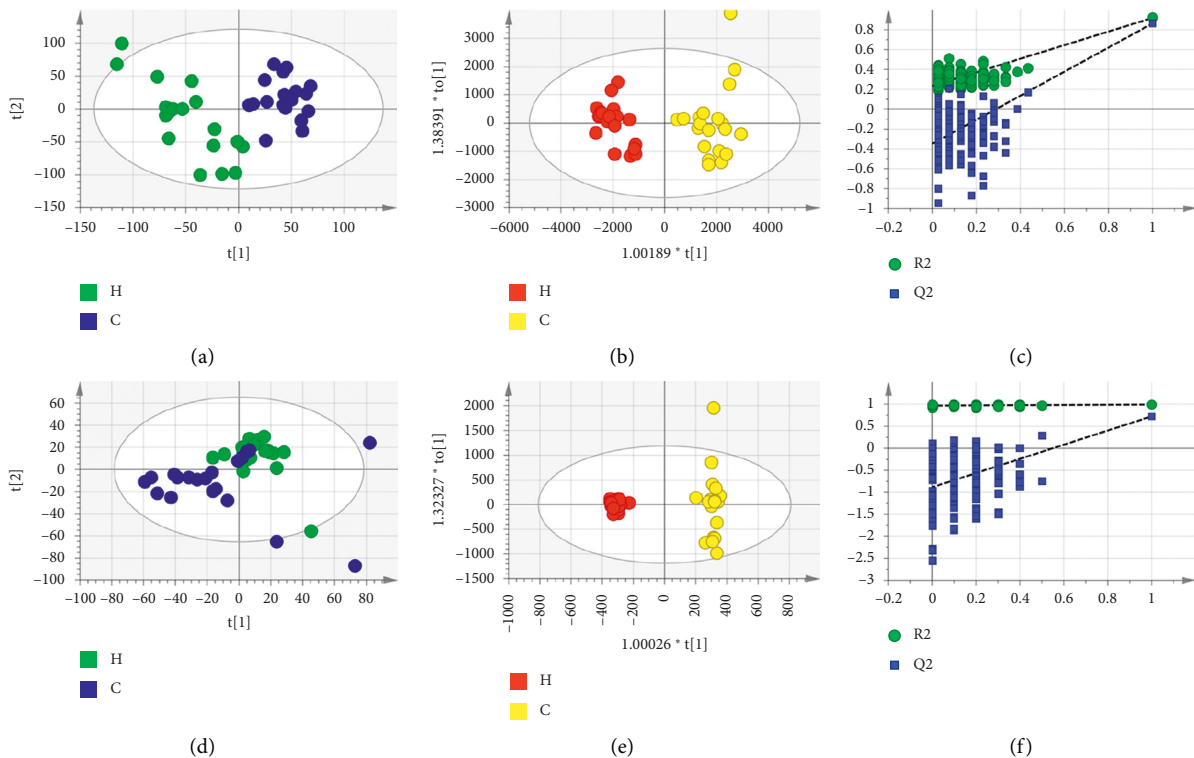 100
50
0
−50
−100
−150
t[2]
−150 −100 −50 0 50 100
t[1]
H
C
(a)
3000
2000
1000
0
−1000
−2000
−3000
1.38391 * to[1]
−6000 −4000 −2000 0 2000 4000
1.00189 * t[1]
H
C
(b)
0.8
0.6
0.4
0.2
0
−0.2
−0.4
−0.6
−0.8
−1
−0.2 0 0.2 0.4 0.6 0.8 1
R2
Q2
(c)
60
40
20
0
−20
−40
−60
−80
−100
t[2]
−100 −80 −60 −40 −20 0 20 40 60 80
t[1]
H
C
(d)
2000
1500
1000
500
0
−500
−1000
−1500
1.32327 * to[1]
−1000 −800 −600 −400 −200 0 200 400 600 800
1.00026 * t[1]
H
C
(e)
1
0.5
0
−0.5
−1
−1.5
−2
−2.5
−3
−0.2 0 0.2 0.4 0.6 0.8 1
R2
Q2
(f)